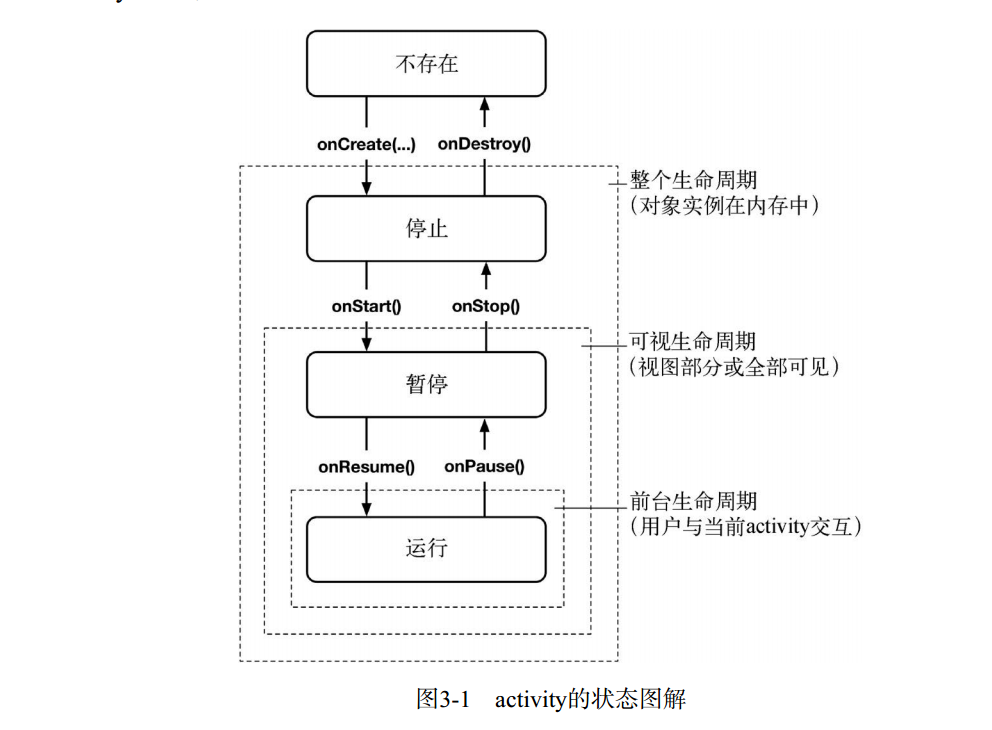 不存在
onCreate(...) onDestroy()
整个生命周期
（对象实例在内存中）
停止
onStart() onStop()
可视生命周期
（视图部分或全部可见）
暂停
onResume() onPause()
前台生命周期
（用户与当前activity交互）
运行
图3-1 activity的状态图解